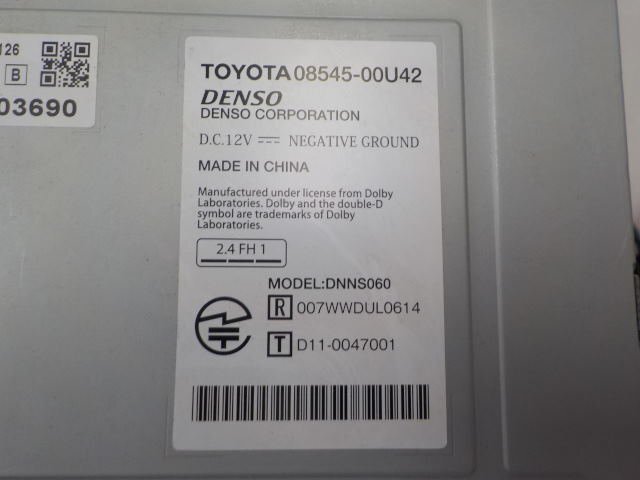 126
B
03690
TOYOTA 08545-00U42
DENSO
DENSO CORPORATION
D.C.12V NEGATIVE GROUND
MADE IN CHINA
Manufactured under license from Dolby
Laboratories. Dolby and the double-D
symbol are trademarks of Dolby
Laboratories.
2.4 FH 1
MODEL:DNNS060
R 007WWDUL0614
T D11-0047001